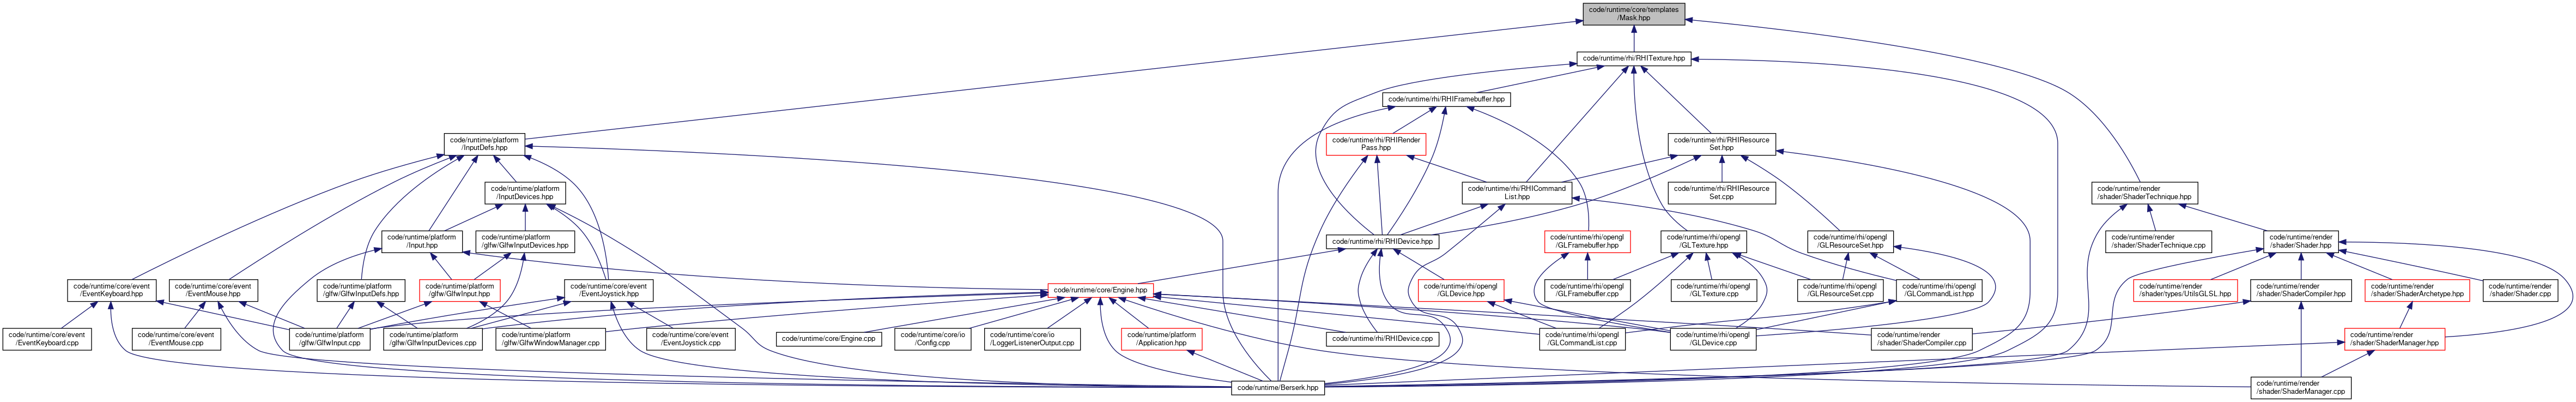 code/runtime/core/templates
/Mask.hpp
code/runtime/rhi/RHITexture.hpp
code/runtime/rhi/RHIFramebuffer.hpp
code/runtime/platform
/InputDefs.hpp
code/runtime/rhi/RHIRender
Pass.hpp
code/runtime/rhi/RHIResource
Set.hpp
code/runtime/platform
/InputDevices.hpp
code/runtime/rhi/RHICommand
List.hpp
code/runtime/rhi/RHIResource
Set.cpp
code/runtime/render
/shader/ShaderTechnique.hpp
code/runtime/platform
/Input.hpp
code/runtime/platform
/glfw/GlfwInputDevices.hpp
code/runtime/rhi/RHIDevice.hpp
code/runtime/rhi/opengl
/GLFramebuffer.hpp
code/runtime/rhi/opengl
/GLTexture.hpp
code/runtime/rhi/opengl
/GLResourceSet.hpp
code/runtime/render
/shader/ShaderTechnique.cpp
code/runtime/render
/shader/Shader.hpp
code/runtime/core/event
/EventKeyboard.hpp
code/runtime/core/event
/EventMouse.hpp
code/runtime/platform
/glfw/GlfwInputDefs.hpp
code/runtime/platform
/glfw/GlfwInput.hpp
code/runtime/core/event
/EventJoystick.hpp
code/runtime/core/Engine.hpp
code/runtime/rhi/opengl
/GLDevice.hpp
code/runtime/rhi/opengl
/GLFramebuffer.cpp
code/runtime/rhi/opengl
/GLTexture.cpp
code/runtime/rhi/opengl
/GLResourceSet.cpp
code/runtime/rhi/opengl
/GLCommandList.hpp
code/runtime/render
/shader/types/UtilsGLSL.hpp
code/runtime/render
/shader/ShaderCompiler.hpp
code/runtime/render
/shader/ShaderArchetype.hpp
code/runtime/render
/shader/Shader.cpp
code/runtime/core/event
/EventKeyboard.cpp
code/runtime/core/event
/EventMouse.cpp
code/runtime/platform
/glfw/GlfwInput.cpp
code/runtime/platform
/glfw/GlfwInputDevices.cpp
code/runtime/platform
/glfw/GlfwWindowManager.cpp
code/runtime/core/event
/EventJoystick.cpp
code/runtime/core/Engine.cpp
code/runtime/core/io
/Config.cpp
code/runtime/core/io
/LoggerListenerOutput.cpp
code/runtime/platform
/Application.hpp
code/runtime/rhi/RHIDevice.cpp
code/runtime/rhi/opengl
/GLCommandList.cpp
code/runtime/rhi/opengl
/GLDevice.cpp
code/runtime/render
/shader/ShaderCompiler.cpp
code/runtime/render
/shader/ShaderManager.hpp
code/runtime/Berserk.hpp
code/runtime/render
/shader/ShaderManager.cpp